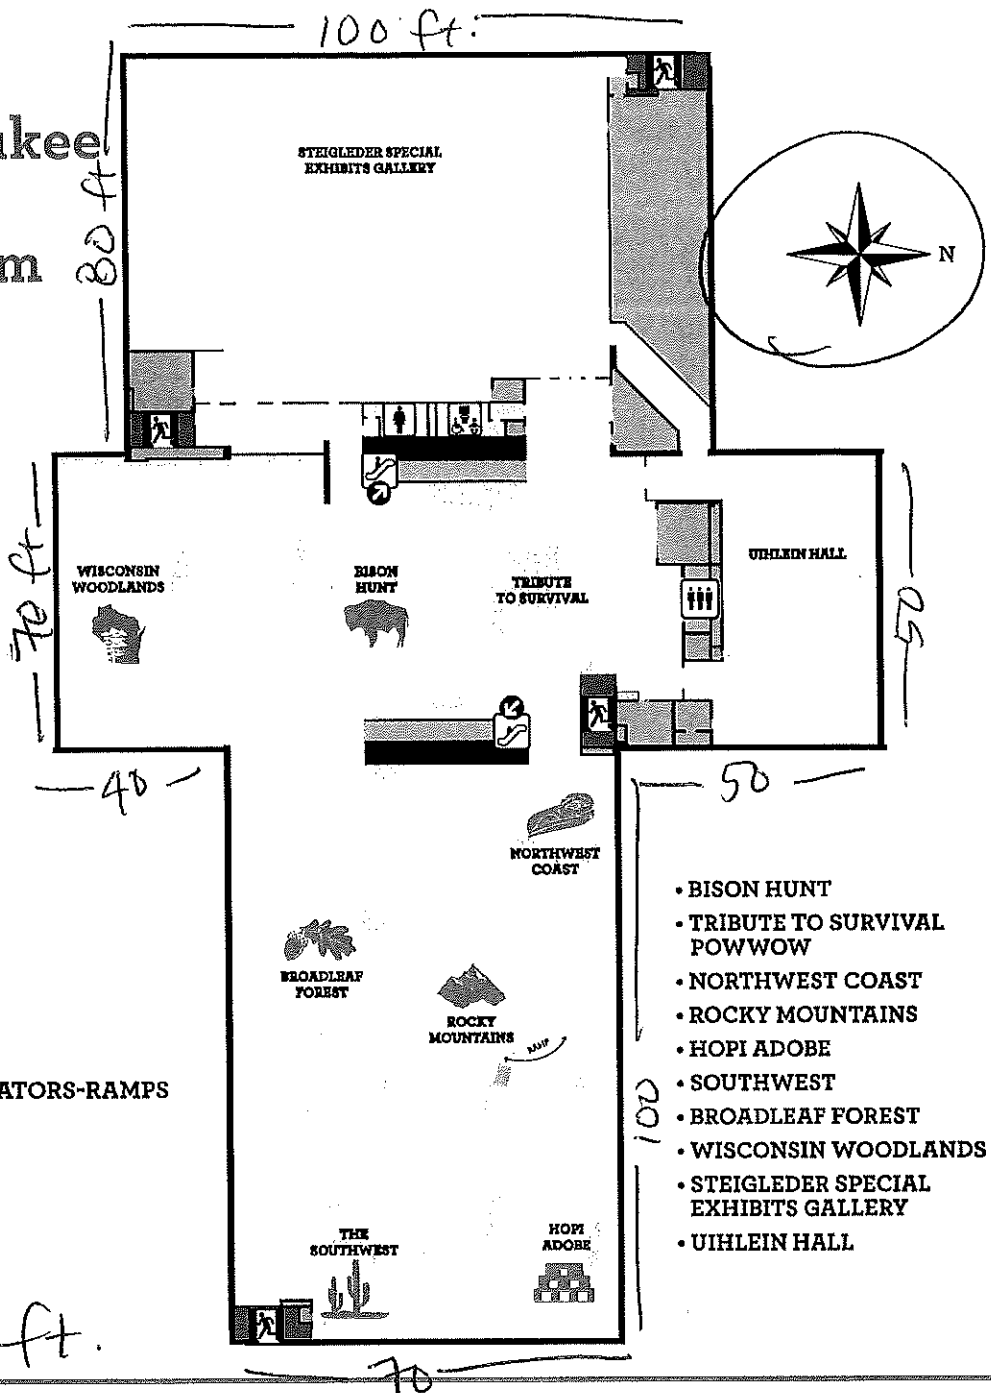 100 ft.
ukee
m
80 ft
STEIGLEDER SPECIAL
EXHIBITS GALLERY
N
70 ft.
WISCONSIN
WOODLANDS
BISON
HUNT
TRIBUTE
TO SURVIVAL
UIHLEIN HALL
50
40
50
NORTHWEST
COAST
BROADLEAF
FOREST
ROCKY
MOUNTAINS
RAMP
100
ATORS-RAMPS
• BISON HUNT
• TRIBUTE TO SURVIVAL
POWWOW
• NORTHWEST COAST
• ROCKY MOUNTAINS
• HOPI ADOBE
• SOUTHWEST
• BROADLEAF FOREST
• WISCONSIN WOODLANDS
• STEIGLEDER SPECIAL
EXHIBITS GALLERY
• UIHLEIN HALL
THE
SOUTHWEST
HOPI
ADOBE
ft.
70